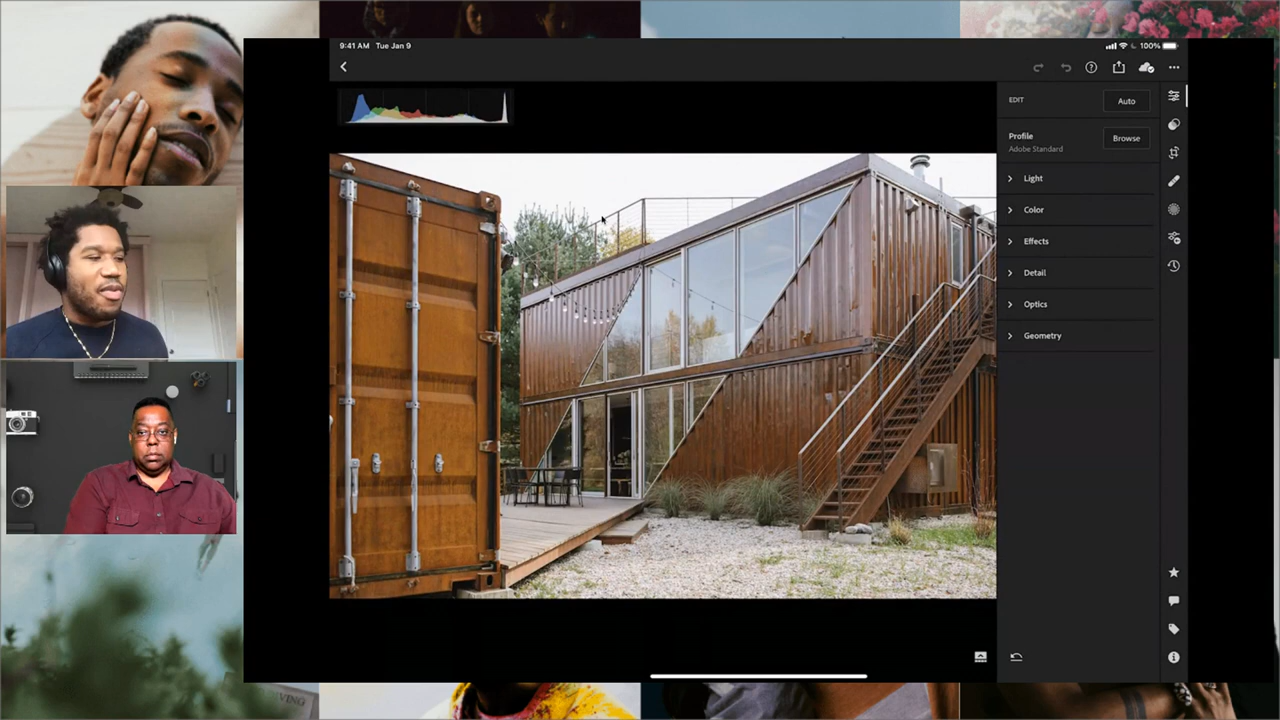 9:41 AM Tue Jan 9
100%
EDIT
Auto
Profile
Adobe Standard
Browse
Light
Color
Effects
Detail
Optics
Geometry
VING